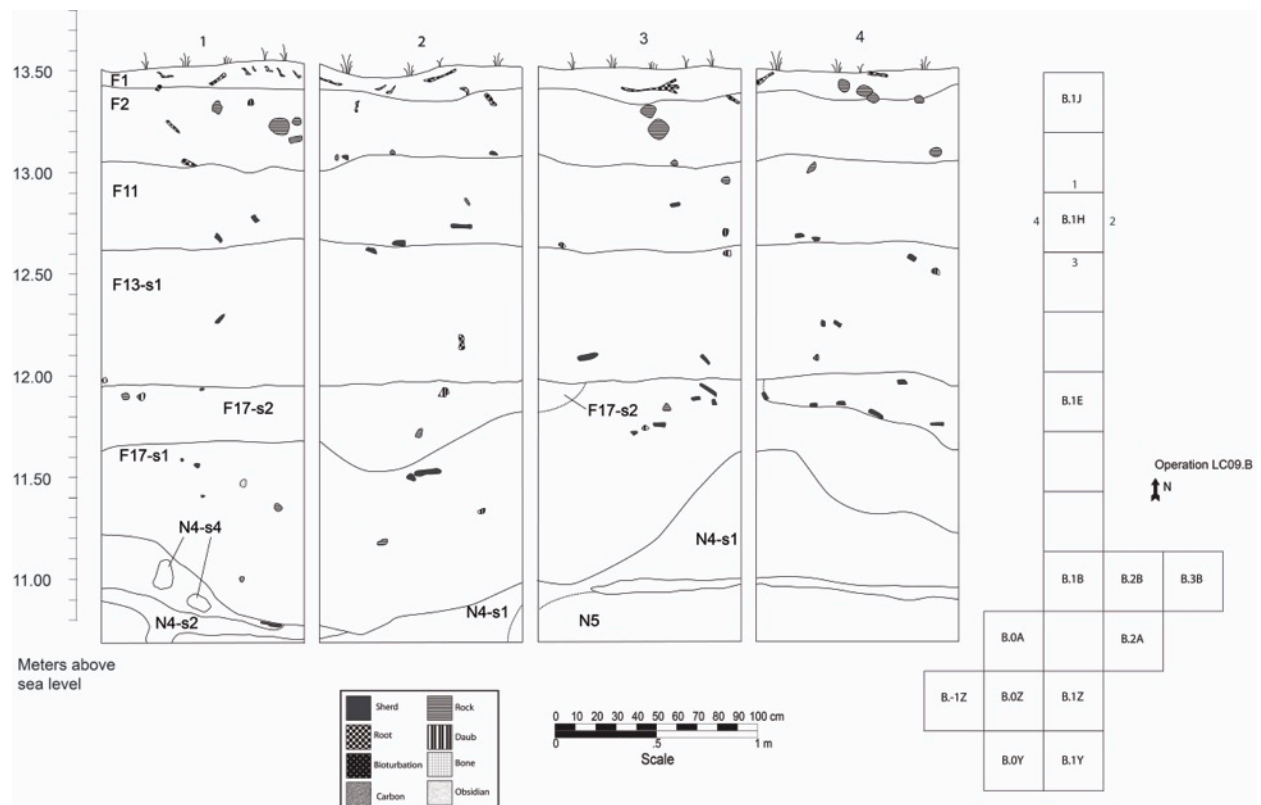 1
2
3
4
13.50
13.00
12.50
12.00
11.50
11.00
Meters above
sea level
F1
F2
F11
F13-s1
F17-s2
F17-s1
N4-s4
N4-s2
N4-s1
F17-s2
N4-s1
N5
Sherd
Rock
Root
Daub
Bioturbation
Bone
Carbon
Obsidian
0 10 20 30 40 50 60 70 80 90 100 cm
0 .5 1 m
Scale
B.1J
1
4 B.1H 2
3
B.1E
Operation LC09.B
N
B.1B B.2B B.3B
B.0A B.2A
B.-1Z B.0Z B.1Z
B.0Y B.1Y